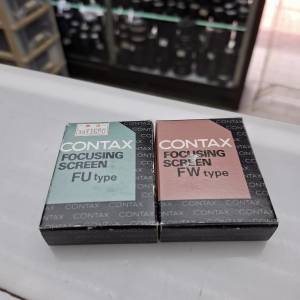 CONTAX
FOCUSING
SCREEN
FU type
CONTAX
FOCUSING
SCREEN
FW type